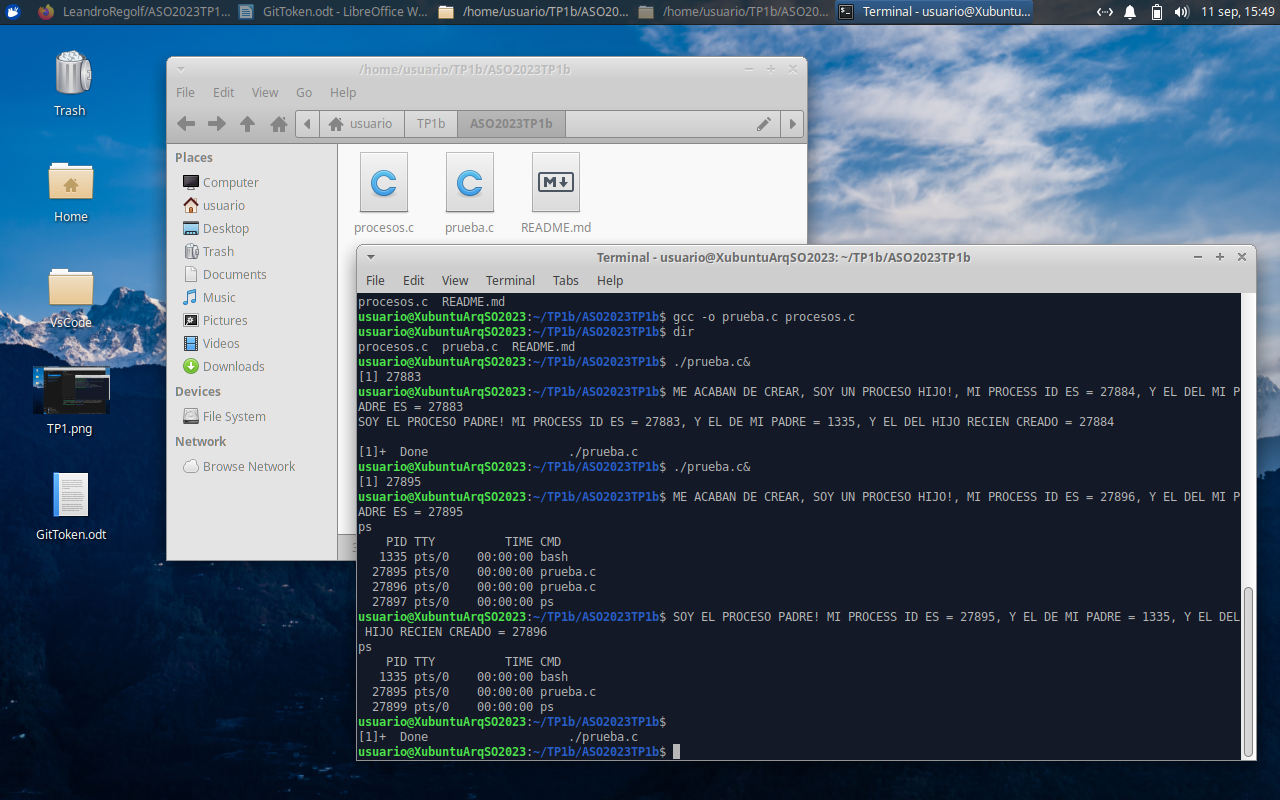 LeandroRegolf/ASO2023TP1...
GitToken.odt - LibreOffice W...
/home/usuario/TP1b/ASO20...
/home/usuario/TP1b/ASO20...
Terminal - usuario@Xubuntu...
11 sep, 15:49
Trash
Home
VsCode
TP1.png
GitToken.odt
/home/usuario/TP1b/ASO2023TP1b
File Edit View Go Help
usuario TP1b ASO2023TP1b
Places
Computer
usuario
Desktop
Trash
Documents
Music
Pictures
Videos
Downloads
Devices
File System
Network
Browse Network
procesos.c
prueba.c
README.md
Terminal - usuario@XubuntuArqSO2023: ~/TP1b/ASO2023TP1b
File Edit View Terminal Tabs Help
procesos.c  README.md
usuario@XubuntuArqSO2023:~/TP1b/ASO2023TP1b$ gcc -o prueba.c procesos.c
usuario@XubuntuArqSO2023:~/TP1b/ASO2023TP1b$ dir
procesos.c  prueba.c  README.md
usuario@XubuntuArqSO2023:~/TP1b/ASO2023TP1b$ ./prueba.c&
[1] 27883
usuario@XubuntuArqSO2023:~/TP1b/ASO2023TP1b$ ME ACABAN DE CREAR, SOY UN PROCESO HIJO!, MI PROCESS ID ES = 27884, Y EL DEL MI P
ADRE ES = 27883
SOY EL PROCESO PADRE! MI PROCESS ID ES = 27883, Y EL DE MI PADRE = 1335, Y EL DEL HIJO RECIEN CREADO = 27884
[1]+  Done                    ./prueba.c
usuario@XubuntuArqSO2023:~/TP1b/ASO2023TP1b$ ./prueba.c&
[1] 27895
usuario@XubuntuArqSO2023:~/TP1b/ASO2023TP1b$ ME ACABAN DE CREAR, SOY UN PROCESO HIJO!, MI PROCESS ID ES = 27896, Y EL DEL MI P
ADRE ES = 27895
ps
    PID TTY          TIME CMD
   1335 pts/0    00:00:00 bash
  27895 pts/0    00:00:00 prueba.c
  27896 pts/0    00:00:00 prueba.c
  27897 pts/0    00:00:00 ps
usuario@XubuntuArqSO2023:~/TP1b/ASO2023TP1b$ SOY EL PROCESO PADRE! MI PROCESS ID ES = 27895, Y EL DE MI PADRE = 1335, Y EL DEL
 HIJO RECIEN CREADO = 27896
ps
    PID TTY          TIME CMD
   1335 pts/0    00:00:00 bash
  27895 pts/0    00:00:00 prueba.c
  27899 pts/0    00:00:00 ps
usuario@XubuntuArqSO2023:~/TP1b/ASO2023TP1b$
[1]+  Done                    ./prueba.c
usuario@XubuntuArqSO2023:~/TP1b/ASO2023TP1b$